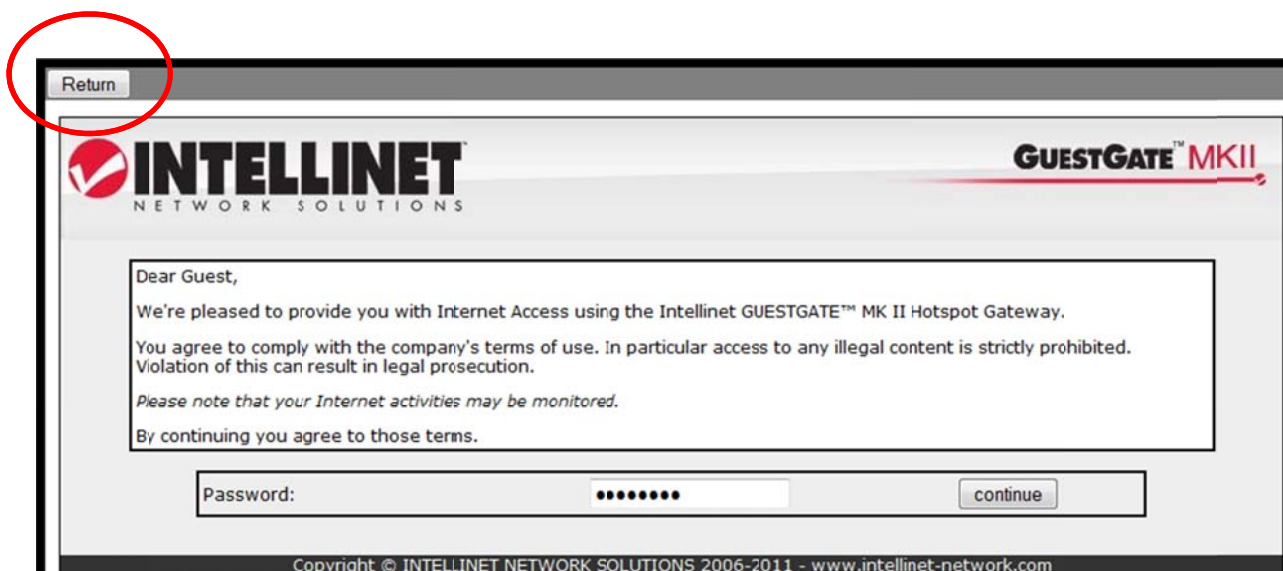 Return
INTELLINET
NETWORK SOLUTIONS
GUESTGATE™ MKII
Dear Guest,
We're pleased to provide you with Internet Access using the Intellinet GUESTGATE™ MK II Hotspot Gateway.
You agree to comply with the company's terms of use. In particular access to any illegal content is strictly prohibited.
Violation of this can result in legal prosecution.
Please note that your Internet activities may be monitored.
By continuing you agree to those terms.
Password: •••••••• continue
Copyright © INTELLINET NETWORK SOLUTIONS 2006-2011 - www.intellinet-network.com